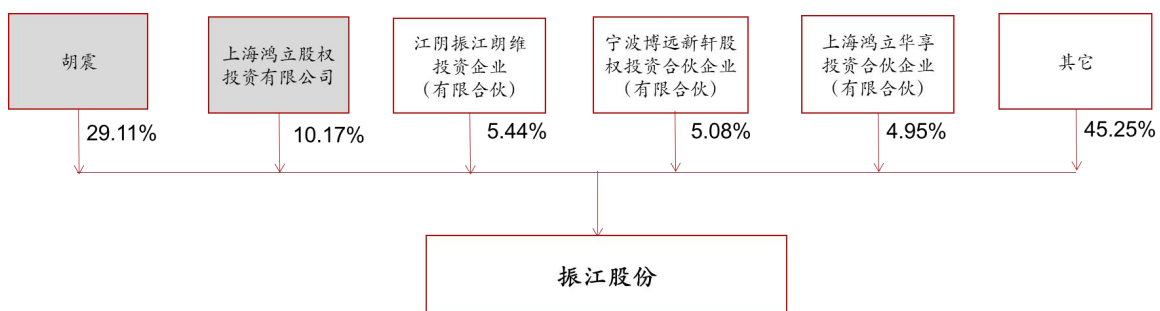 胡震
上海鸿立股权
投资有限公司
江阴振江朗维
投资企业
（有限合伙）
宁波博远新轩股
权投资合伙企业
（有限合伙）
上海鸿立华享
投资合伙企业
（有限合伙）
其它
29.11%
10.17%
5.44%
5.08%
4.95%
45.25%
振江股份